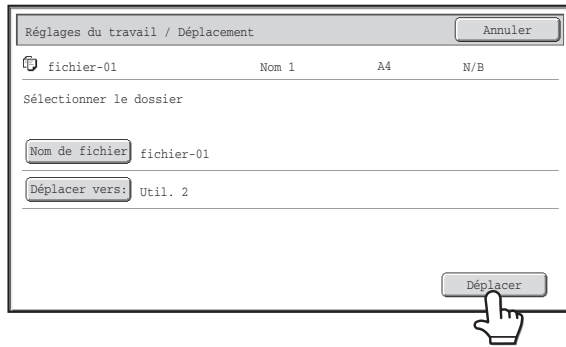 Réglages du travail / Déplacement Annuler
fichier-01 Nom 1 A4 N/B
Sélectionner le dossier
Nom de fichier fichier-01
Déplacer vers: Util. 2
Déplacer